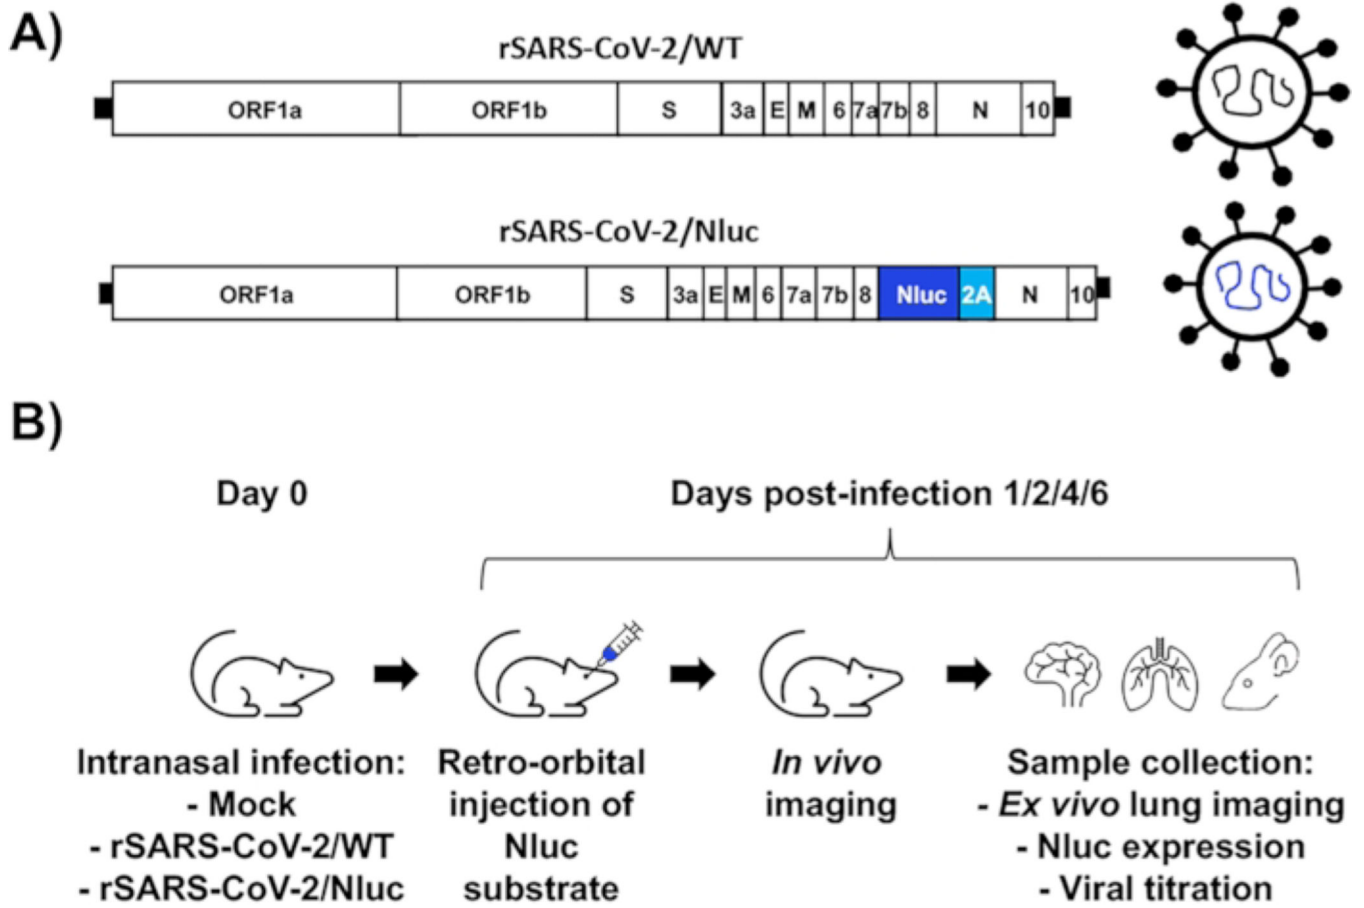 A)
rSARS-CoV-2/WT
ORF1a ORF1b S 3a E M 6 7a 7b 8 N 10
rSARS-CoV-2/Nluc
ORF1a ORF1b S 3a E M 6 7a 7b 8 Nluc 2A N 10
B)
Day 0
Days post-infection 1/2/4/6
Intranasal infection:
- Mock
- rSARS-CoV-2/WT
- rSARS-CoV-2/Nluc
Retro-orbital
injection of
Nluc
substrate
In vivo
imaging
Sample collection:
- Ex vivo lung imaging
- Nluc expression
- Viral titration